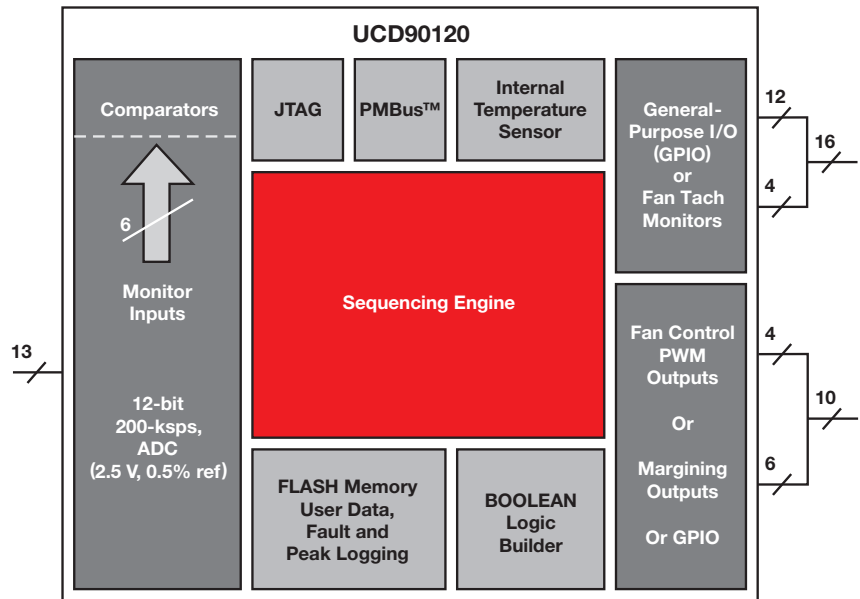 UCD90120
Comparators
6
Monitor
Inputs
12-bit
200-ksps,
ADC
(2.5 V, 0.5% ref)
13
JTAG
PMBus™
Internal
Temperature
Sensor
Sequencing Engine
FLASH Memory
User Data,
Fault and
Peak Logging
BOOLEAN
Logic
Builder
General-
Purpose I/O
(GPIO)
or
Fan Tach
Monitors
12
4
16
Fan Control
PWM
Outputs
Or
Margining
Outputs
Or GPIO
4
6
10